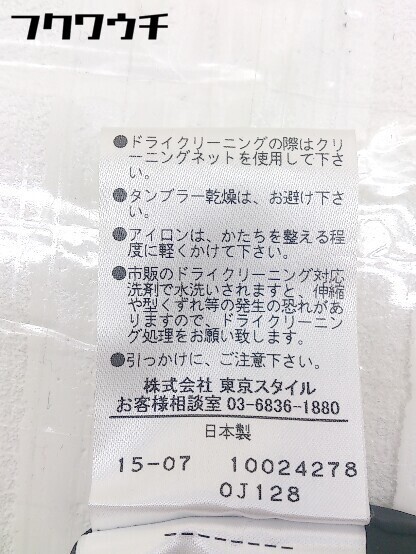 フクワウチ
●ドライクリーニングの際はクリ
ーニングネットを使用して下さ
い。
●タンブラー乾燥は、お避け下さ
い。
●アイロンは、かたちを整える程
度に軽くかけて下さい。
●市販のドライクリーニング対応
洗剤で水洗いされますと、伸縮
や型くずれ等の発生の恐れがあ
りますので、ドライクリーニン
グ処理をお願い致します。
●引っかけに、ご注意下さい。
株式会社 東京スタイル
お客様相談室 03-6836-1880
日本製
15-07 10024278
OJ128